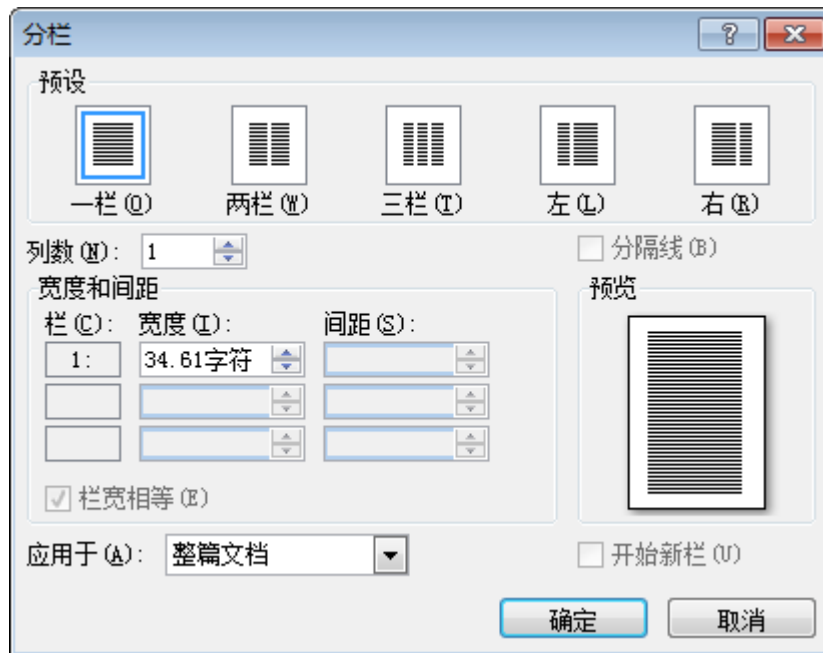 分栏
预设
一栏(O) 两栏(W) 三栏(T) 左(L) 右(R)
列数(N): 1 分隔线(B)
宽度和间距 预览
栏(C): 宽度(I): 间距(S):
1: 34.61字符
栏宽相等(E)
应用于(A): 整篇文档 开始新栏(U)
确定 取消